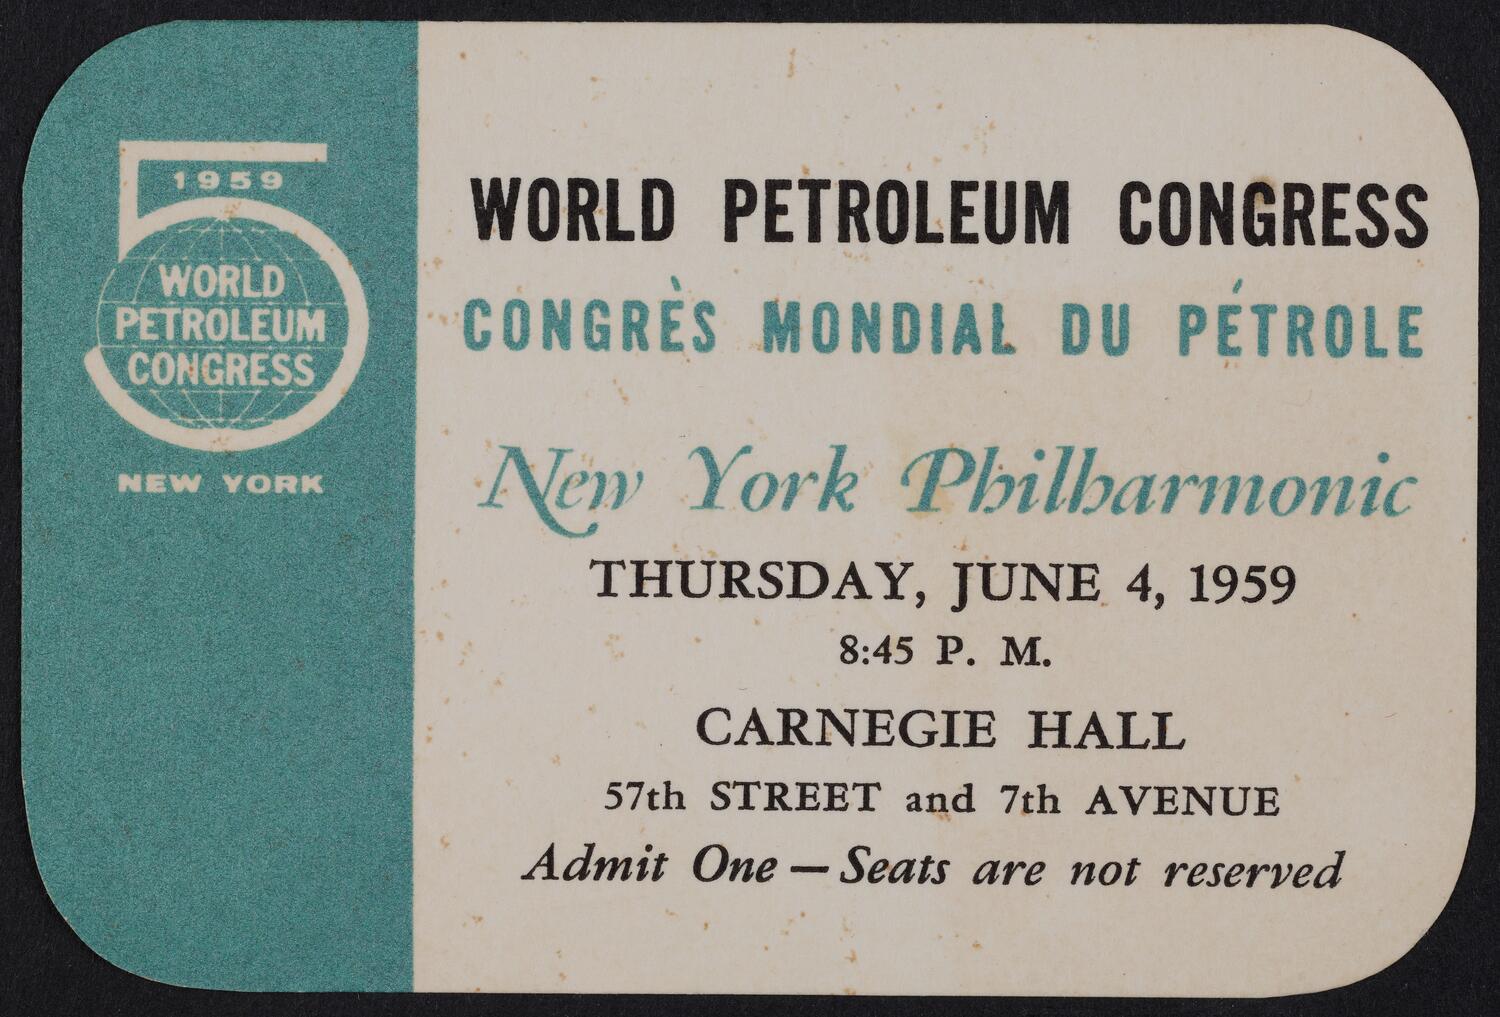 5
1959
WORLD
PETROLEUM
CONGRESS
NEW YORK
WORLD PETROLEUM CONGRESS
CONGRÈS MONDIAL DU PÉTROLE
New York Philharmonic
THURSDAY, JUNE 4, 1959
8:45 P. M.
CARNEGIE HALL
57th STREET and 7th AVENUE
Admit One — Seats are not reserved